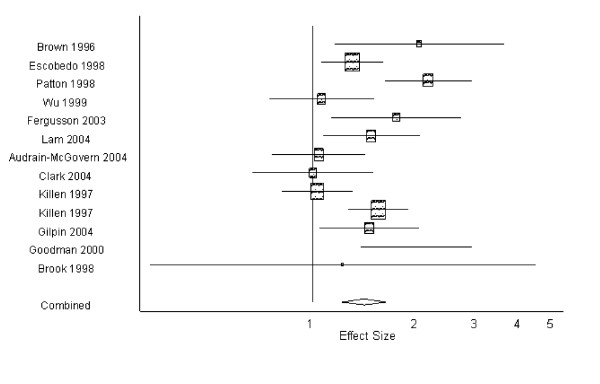 Brown 1996
Escobedo 1998
Patton 1998
Wu 1999
Fergusson 2003
Lam 2004
Audrain-McGovern 2004
Clark 2004
Killen 1997
Killen 1997
Gilpin 2004
Goodman 2000
Brook 1998
Combined
1 2 3 4 5
Effect Size